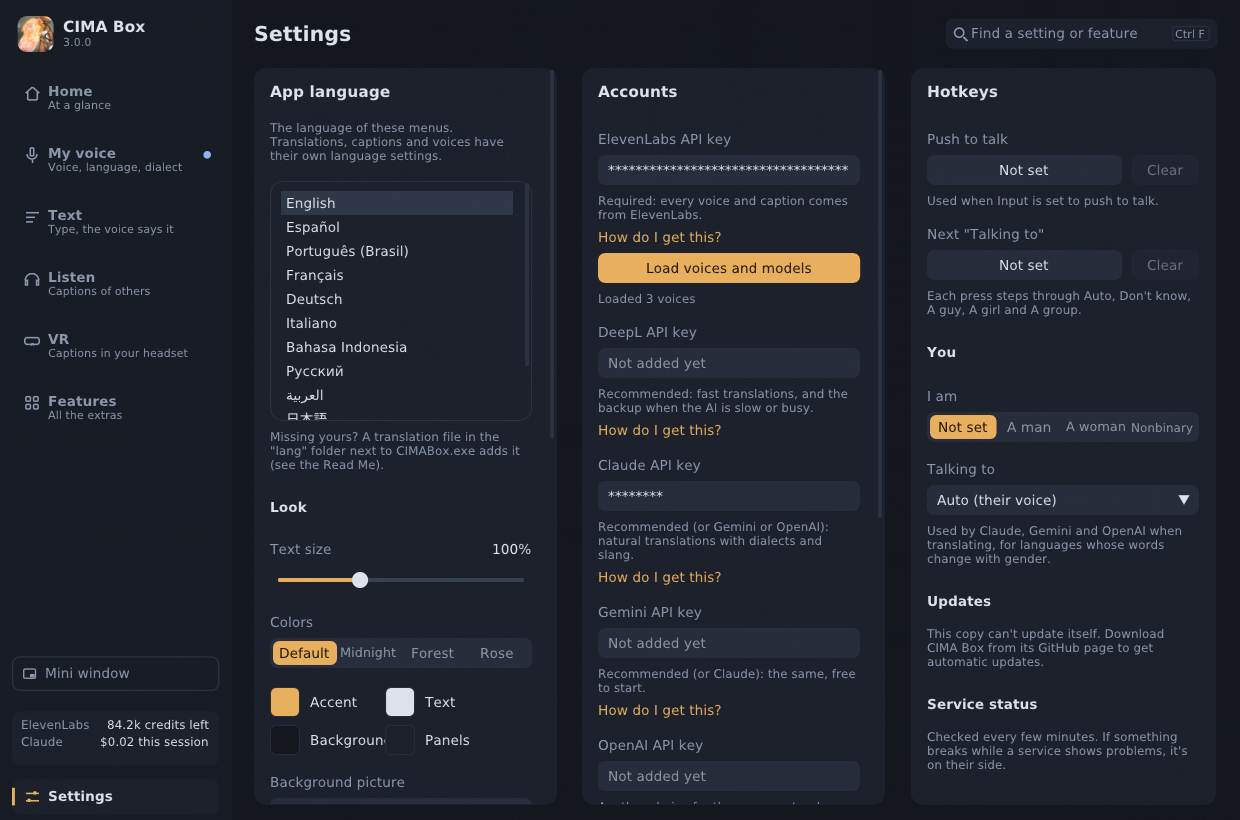 CIMA Box
3.0.0
Home
At a glance
My voice
Voice, language, dialect
Text
Type, the voice says it
Listen
Captions of others
VR
Captions in your headset
Features
All the extras
Mini window
ElevenLabs 84.2k credits left
Claude $0.02 this session
Settings
Settings
Find a setting or feature Ctrl F
App language
The language of these menus.
Translations, captions and voices have
their own language settings.
English
Español
Português (Brasil)
Français
Deutsch
Italiano
Bahasa Indonesia
Русский
العربية
日本語
Missing yours? A translation file in the
"lang" folder next to CIMABox.exe adds it
(see the Read Me).
Look
Text size 100%
Colors
Default Midnight Forest Rose
Accent Text
Backgroun Panels
Background picture
Accounts
ElevenLabs API key
***********************************
Required: every voice and caption comes
from ElevenLabs.
How do I get this?
Load voices and models
Loaded 3 voices
DeepL API key
Not added yet
Recommended: fast translations, and the
backup when the AI is slow or busy.
How do I get this?
Claude API key
********
Recommended (or Gemini or OpenAI):
natural translations with dialects and
slang.
How do I get this?
Gemini API key
Not added yet
Recommended (or Claude): the same, free
to start.
How do I get this?
OpenAI API key
Not added yet
Hotkeys
Push to talk
Not set Clear
Used when Input is set to push to talk.
Next "Talking to"
Not set Clear
Each press steps through Auto, Don't know,
A guy, A girl and A group.
You
I am
Not set A man A woman Nonbinary
Talking to
Auto (their voice)
Used by Claude, Gemini and OpenAI when
translating, for languages whose words
change with gender.
Updates
This copy can't update itself. Download
CIMA Box from its GitHub page to get
automatic updates.
Service status
Checked every few minutes. If something
breaks while a service shows problems, it's
on their side.